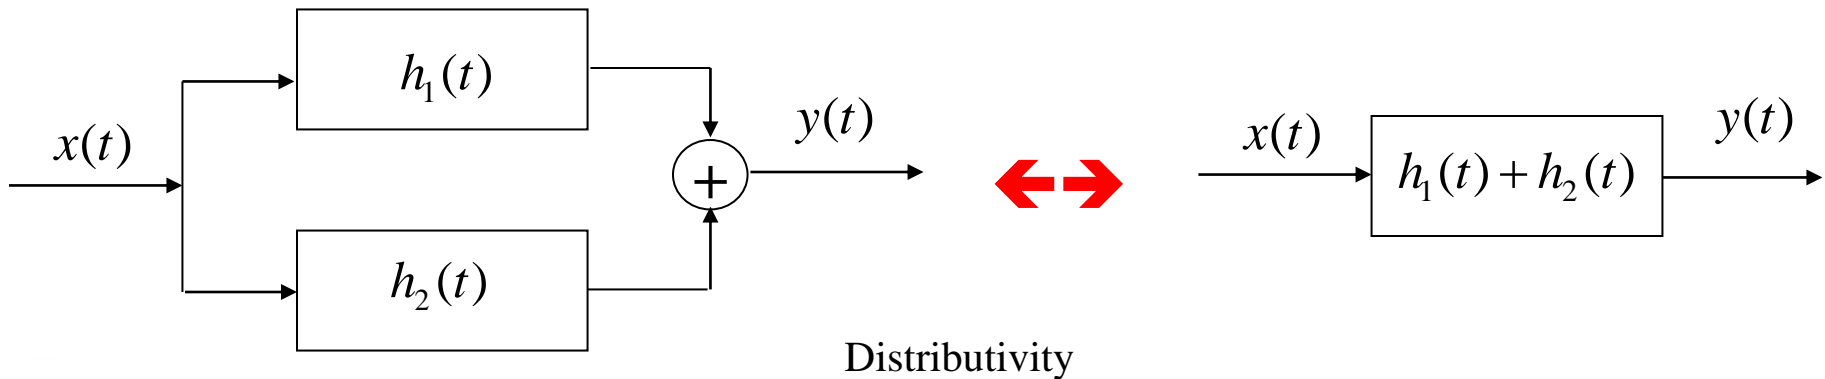 x(t)
h₁(t)
h₂(t)
+
y(t)
x(t)
h₁(t) + h₂(t)
y(t)
Distributivity